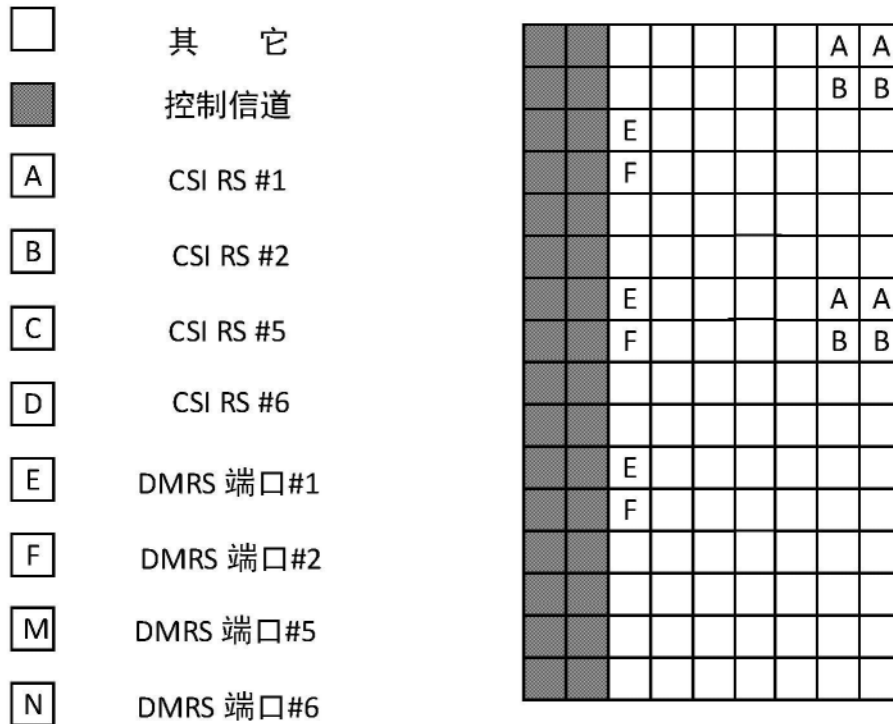 其 它
控制信道
A CSI RS #1
B CSI RS #2
C CSI RS #5
D CSI RS #6
E DMRS 端口#1
F DMRS 端口#2
M DMRS 端口#5
N DMRS 端口#6
A A
B B
E
F
E A A
F B B
E
F